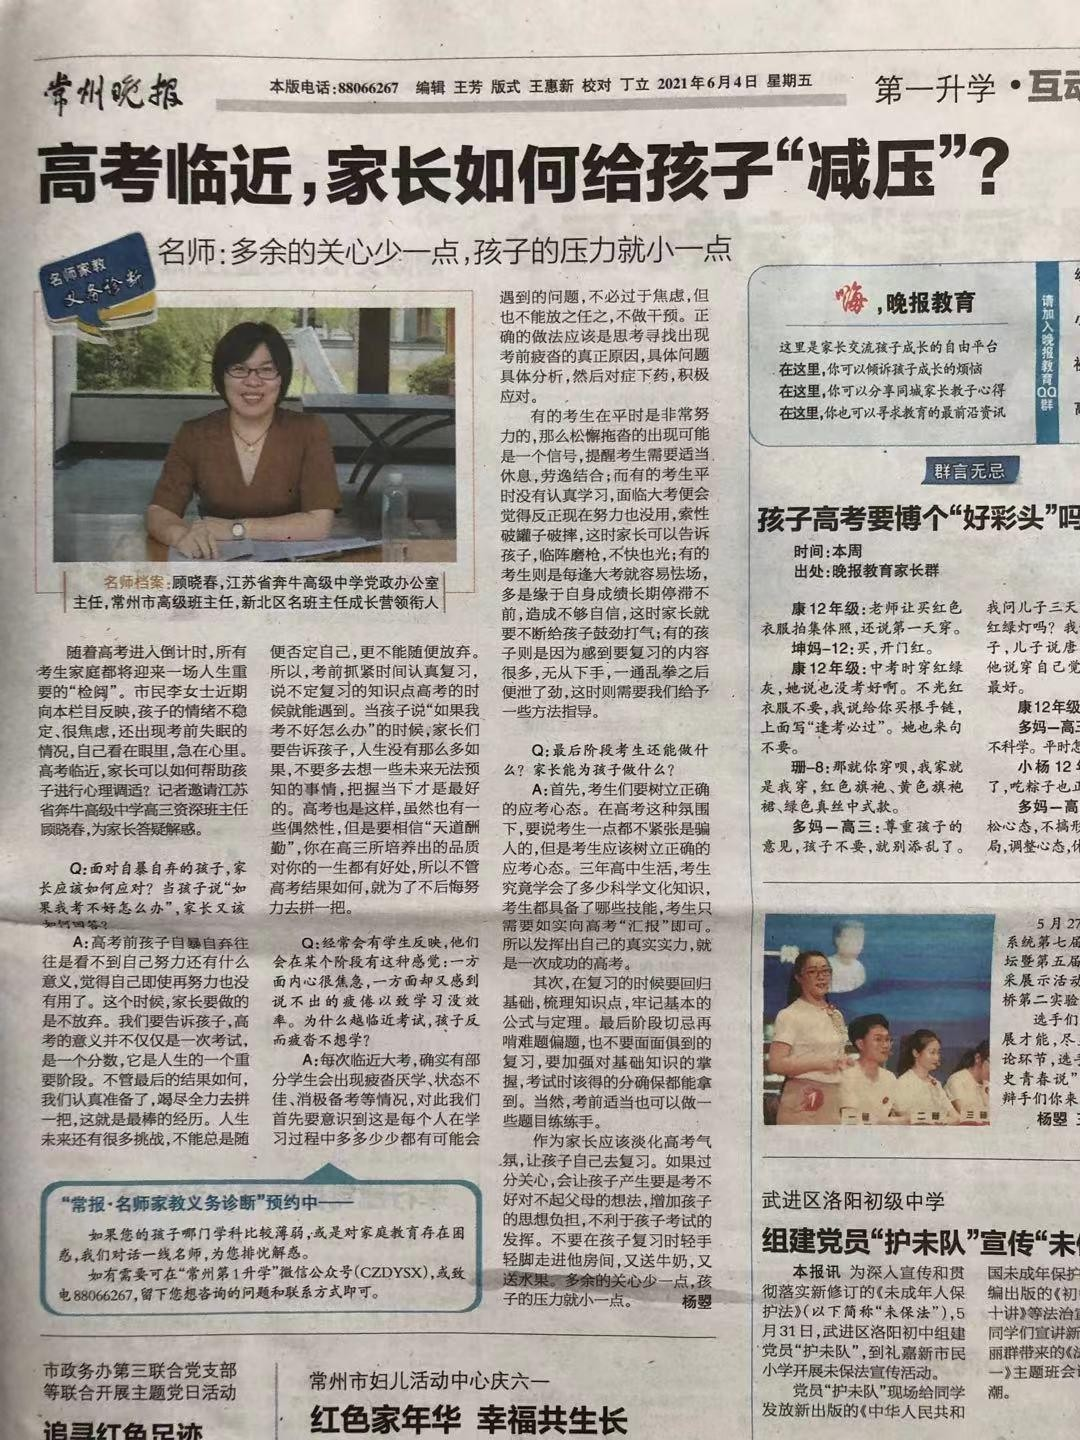 常州晚报
本版电话:88066267 编辑 王芳 版式 王惠新 校对 丁立 2021年6月4日 星期五
第一升学·互动
高考临近,家长如何给孩子“减压”?
名师:多余的关心少一点,孩子的压力就小一点
名师家教
义务诊断
名师档案:顾晓春,江苏省奔牛高级中学党政办公室
主任,常州市高级班主任,新北区名班主任成长营领衔人
随着高考进入倒计时,所有
考生家庭都将迎来一场人生重
要的“检阅”。市民李女士近期
向本栏目反映,孩子的情绪不稳
定、很焦虑,还出现考前失眠的
情况,自己看在眼里,急在心里。
高考临近,家长可以如何帮助孩
子进行心理调适?记者邀请江苏
省奔牛高级中学高三资深班主任
顾晓春,为家长答疑解惑。
Q:面对自暴自弃的孩子,家
长应该如何应对?当孩子说“如
果我考不好怎么办”,家长又该
如何回答?
A:高考前孩子自暴自弃往
往是看不到自己努力还有什么
意义,觉得自己即使再努力也没
有用了。这个时候,家长要做的
是不放弃。我们要告诉孩子,高
考的意义并不仅仅是一次考试,
是一个分数,它是人生的一个重
要阶段。不管最后的结果如何,
我们认真准备了,竭尽全力去拼
一把,这就是最棒的经历。人生
未来还有很多挑战,不能总是随
便否定自己,更不能随便放弃。
所以,考前抓紧时间认真复习,
说不定复习的知识点高考的时
候就能遇到。当孩子说“如果我
考不好怎么办”的时候,家长们
要告诉孩子,人生没有那么多如
果,不要多去想一些未来无法预
知的事情,把握当下才是最好
的。高考也是这样,虽然也有一
些偶然性,但是要相信“天道酬
勤”,你在高三所培养出的品质
对你的一生都有好处,所以不管
高考结果如何,就为了不后悔努
力去拼一把。
Q:经常会有学生反映,他们
会在某个阶段有这种感觉:一方
面内心很焦急,一方面却又感到
说不出的疲倦以致学习没效
率。为什么越临近考试,孩子反
而疲沓不想学?
A:每次临近大考,确实有部
分学生会出现疲沓厌学、状态不
佳、消极备考等情况,对此我们
首先要意识到这是每个人在学
习过程中多多少少都有可能会
遇到的问题,不必过于焦虑,但
也不能放之任之,不做干预。正
确的做法应该是思考寻找出现
考前疲沓的真正原因,具体问题
具体分析,然后对症下药,积极
应对。
有的考生在平时是非常努
力的,那么松懈拖沓的出现可能
是一个信号,提醒考生需要适当
休息,劳逸结合;而有的考生平
时没有认真学习,面临大考便会
觉得反正现在努力也没用,索性
破罐子破摔,这时家长可以告诉
孩子,临阵磨枪,不快也光;有的
考生则是每逢大考就容易怯场,
多是缘于自身成绩长期停滞不
前,造成不够自信,这时家长就
要不断给孩子鼓劲打气;有的孩
子则是因为感到要复习的内容
很多,无从下手,一通乱拳之后
便泄了劲,这时则需要我们给予
一些方法指导。
Q:最后阶段考生还能做什
么?家长能为孩子做什么?
A:首先,考生们要树立正确
的应考心态。在高考这种氛围
下,要说考生一点都不紧张是骗
人的,但是考生应该树立正确的
应考心态。三年高中生活,考生
究竟学会了多少科学文化知识,
考生都具备了哪些技能,考生只
需要如实向高考“汇报”即可。
所以发挥出自己的真实实力,就
是一次成功的高考。
其次,在复习的时候要回归
基础,梳理知识点,牢记基本的
公式与定理。最后阶段切忌再
啃难题偏题,也不要面面俱到的
复习,要加强对基础知识的掌
握,考试时该得的分确保都能拿
到。当然,考前适当也可以做一
些题目练练手。
作为家长应该淡化高考气
氛,让孩子自己去复习。如果过
分关心,会让孩子产生要是考不
好对不起父母的想法,增加孩子
的思想负担,不利于孩子考试的
发挥。不要在孩子复习时轻手
轻脚走进他房间,又送牛奶,又
送水果。多余的关心少一点,孩
子的压力就小一点。 杨曌
“常报·名师家教义务诊断”预约中——
如果您的孩子哪门学科比较薄弱,或是对家庭教育存在困
惑,我们对话一线名师,为您排忧解惑。
如有需要可在“常州第1升学”微信公众号(CZDYSX),或致
电88066267,留下您想咨询的问题和联系方式即可。
嗨,晚报教育
这里是家长交流孩子成长的自由平台
在这里,你可以倾诉孩子成长的烦恼
在这里,你可以分享同城家长教子心得
在这里,你也可以寻求教育的最前沿资讯
请加入晚报教育QQ群
群言无忌
孩子高考要博个“好彩头”吗
时间:本周
出处:晚报教育家长群
康12年级:老师让买红色
衣服拍集体照,还说第一天穿。
坤妈-12:买,开门红。
康12年级:中考时穿红绿
灰,她说也没考好啊。不光红
衣服不要,我说给你买根手链,
上面写“逢考必过”。她也来句
不要。
珊-8:那就你穿呗,我家就
是我穿,红色旗袍、黄色旗袍
裙、绿色真丝中式款。
多妈—高三:尊重孩子的
意见,孩子不要,就别添乱了。
我问儿子三天
红绿灯吗?我
子,儿子说唐
他说穿自己觉
最好。
康12年级
多妈—高三
不科学。平时怎
小杨12年
了,吃粽子也正
多妈—高
松心态,不搞形
局,调整心态,休
5月27
系统第七届
坛暨第五届
采展示活动
桥第二实验
选手们
展才能,尽
论环节,选手
史青春说”
辩手们你来
杨曌
一辩
二辩
三辩
武进区洛阳初级中学
组建党员“护未队”宣传“未保
本报讯 为深入宣传和贯
彻落实新修订的《未成年人保
护法》(以下简称“未保法”),5
月31日,武进区洛阳初中组建
党员“护未队”,到礼嘉新市民
小学开展未保法宣传活动。
党员“护未队”现场给同学
发放新出版的《中华人民共和
国未成年保护
编出版的《初
十讲》等法治宣
同学们宣讲新
丽群带来的《法
一》主题班会
潮。
市政务办第三联合党支部
等联合开展主题党日活动
追寻红色足迹
常州市妇儿活动中心庆六一
红色家年华 幸福共生长